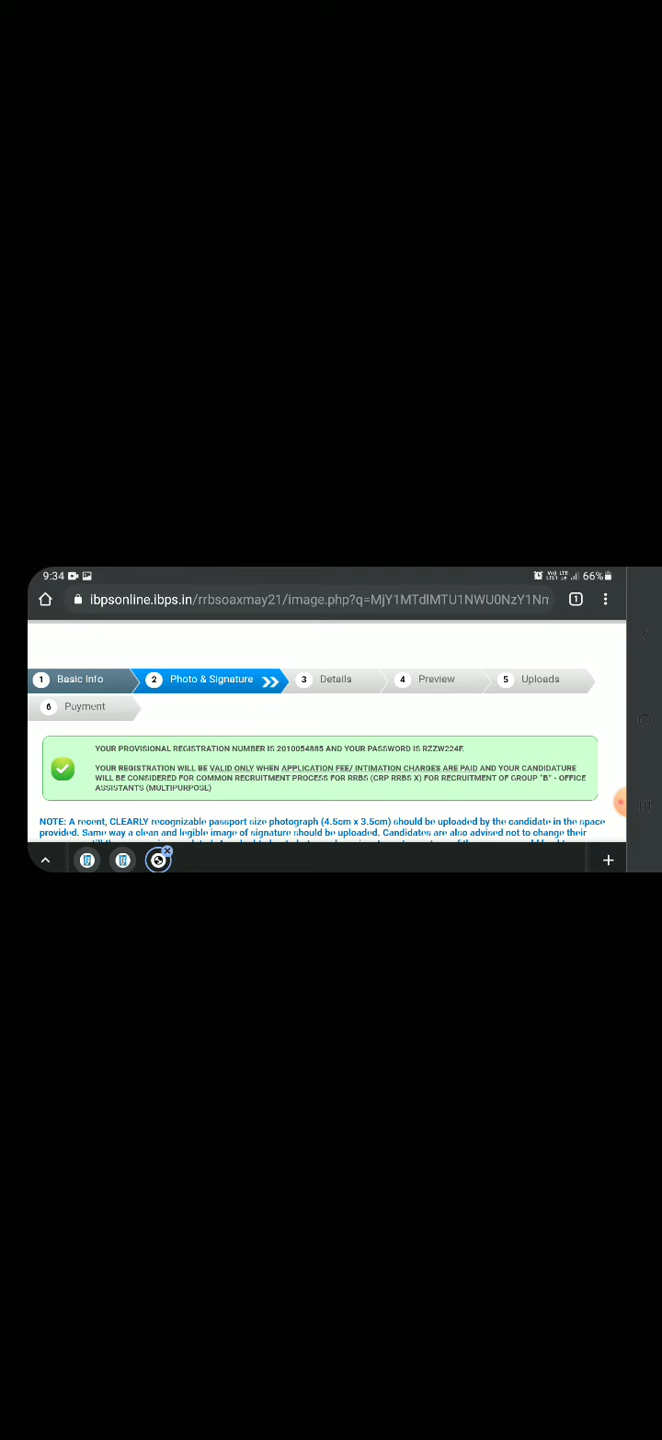 9:34 66%
ibpsonline.ibps.in/rrbsoaxmay21/image.php?q=MjY1MTdlMTU1NWU0NzY1Nm 1
1 Basic Info 2 Photo & Signature 3 Details 4 Preview 5 Uploads
6 Payment
YOUR PROVISIONAL REGISTRATION NUMBER IS 2010054885 AND YOUR PASSWORD IS RZZW224F.
YOUR REGISTRATION WILL BE VALID ONLY WHEN APPLICATION FEE/ INTIMATION CHARGES ARE PAID AND YOUR CANDIDATURE
WILL BE CONSIDERED FOR COMMON RECRUITMENT PROCESS FOR RRBS (CRP RRBS X) FOR RECRUITMENT OF GROUP "B" - OFFICE
ASSISTANTS (MULTIPURPOSE)
NOTE: A recent, CLEARLY recognizable passport size photograph (4.5cm x 3.5cm) should be uploaded by the candidate in the space
provided. Same way a clean and legible image of signature should be uploaded. Candidates are also advised not to change their